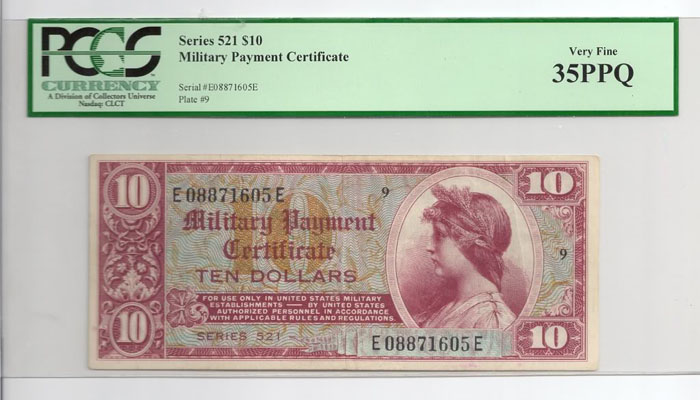 PCGS
CURRENCY
A Division of Collectors Universe
Nasdaq: CLCT
Series 521 $10
Military Payment Certificate
Serial #E08871605E
Plate #9
Very Fine
35PPQ
10
E08871605E
9
10
Military Payment
Certificate
TEN DOLLARS
9
FOR USE ONLY IN UNITED STATES MILITARY
ESTABLISHMENTS — BY UNITED STATES
AUTHORIZED PERSONNEL IN ACCORDANCE
WITH APPLICABLE RULES AND REGULATIONS.
10
SERIES 521
E08871605E
10